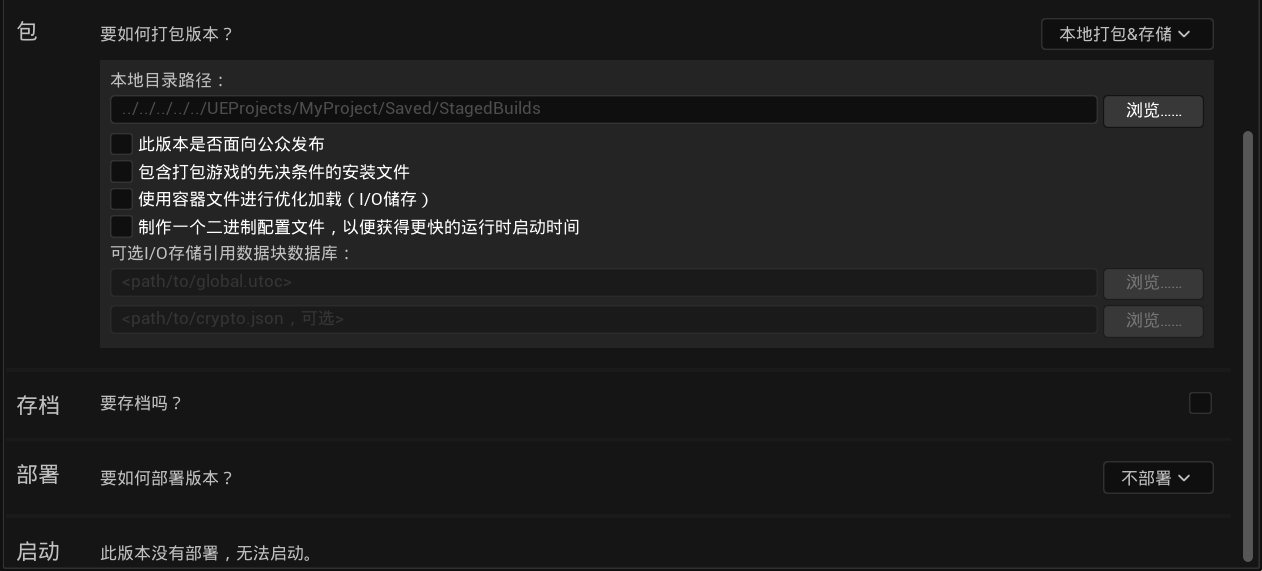 包
要如何打包版本？
本地打包&存储
本地目录路径：
../../../../../UEProjects/MyProject/Saved/StagedBuilds
浏览……
此版本是否面向公众发布
包含打包游戏的先决条件的安装文件
使用容器文件进行优化加载（I/O储存）
制作一个二进制配置文件，以便获得更快的运行时启动时间
可选I/O存储引用数据块数据库：
<path/to/global.utoc>
浏览……
<path/to/crypto.json，可选>
浏览……
存档
要存档吗？
部署
要如何部署版本？
不部署
启动
此版本没有部署，无法启动。